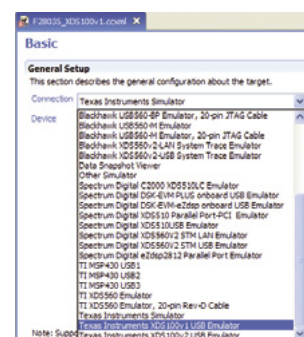 F28035_XDS100v1.ccxml
Basic
General Setup
This section describes the general configuration about the target.
Connection Texas Instruments Simulator
Device
Blackhawk USB560-BP Emulator, 20-pin JTAG Cable
Blackhawk USB560-M Emulator
Blackhawk USB560-M Emulator, 20-pin JTAG Cable
Blackhawk XDS560v2-LAN System Trace Emulator
Blackhawk XDS560v2-USB System Trace Emulator
Data Snapshot Viewer
Other Simulator
Spectrum Digital C2000 XDS510LC Emulator
Spectrum Digital DSK-EVM PLUS onboard USB Emulator
Spectrum Digital DSK-EVM-eZdsp onboard USB Emulator
Spectrum Digital XDS510 Parallel Port-PCI Emulator
Spectrum Digital XDS510USB Emulator
Spectrum Digital XDS560V2 STM LAN Emulator
Spectrum Digital XDS560V2 STM USB Emulator
Spectrum Digital eZdsp2812 Parallel Port Emulator
TI MSP430 USB1
TI MSP430 USB2
TI MSP430 USB3
TI XDS560 Emulator
TI XDS560 Emulator, 20-pin Rev-D Cable
Texas Instruments Simulator
Texas Instruments XDS100v1 USB Emulator
Note: Suppo Texas Instruments XDS100v2 USB Emulator